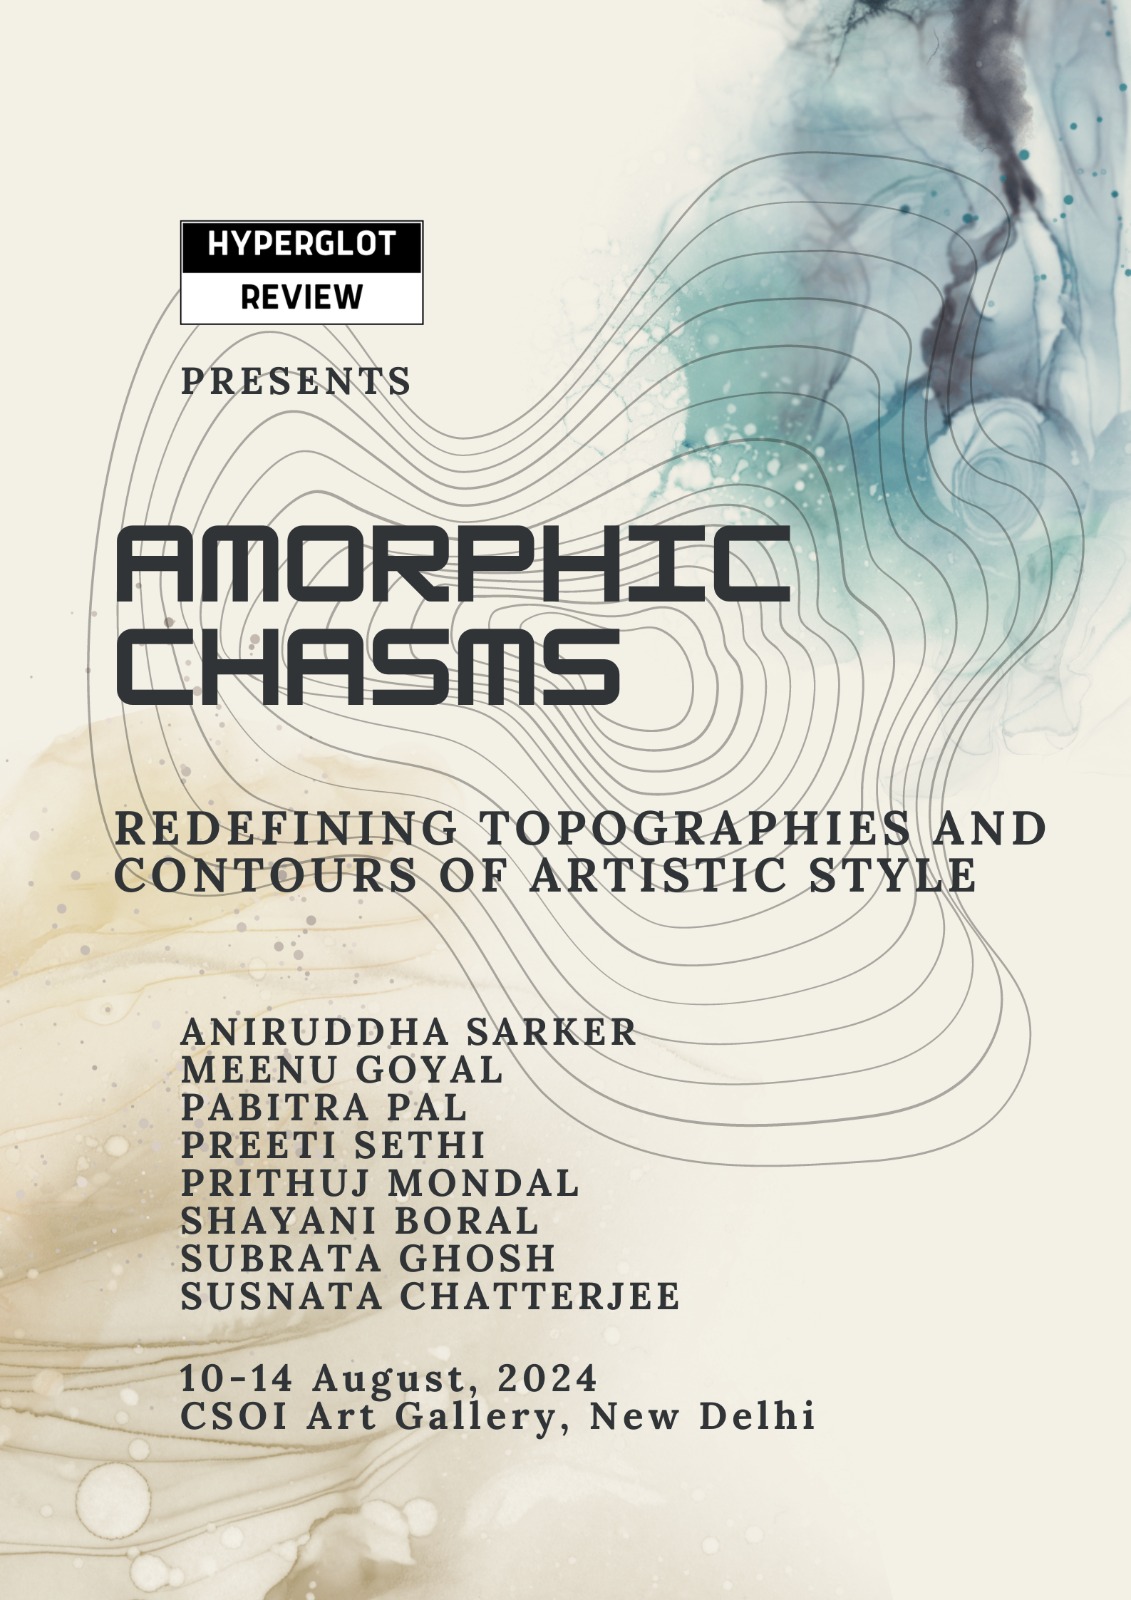 HYPERGLOT
REVIEW
PRESENTS
AMORPHIC
CHASMS
REDEFINING TOPOGRAPHIES AND
CONTOURS OF ARTISTIC STYLE
ANIRUDDHA SARKER
MEENU GOYAL
PABITRA PAL
PREETI SETHI
PRITHUJ MONDAL
SHAYANI BORAL
SUBRATA GHOSH
SUSNATA CHATTERJEE
10-14 August, 2024
CSOI Art Gallery, New Delhi